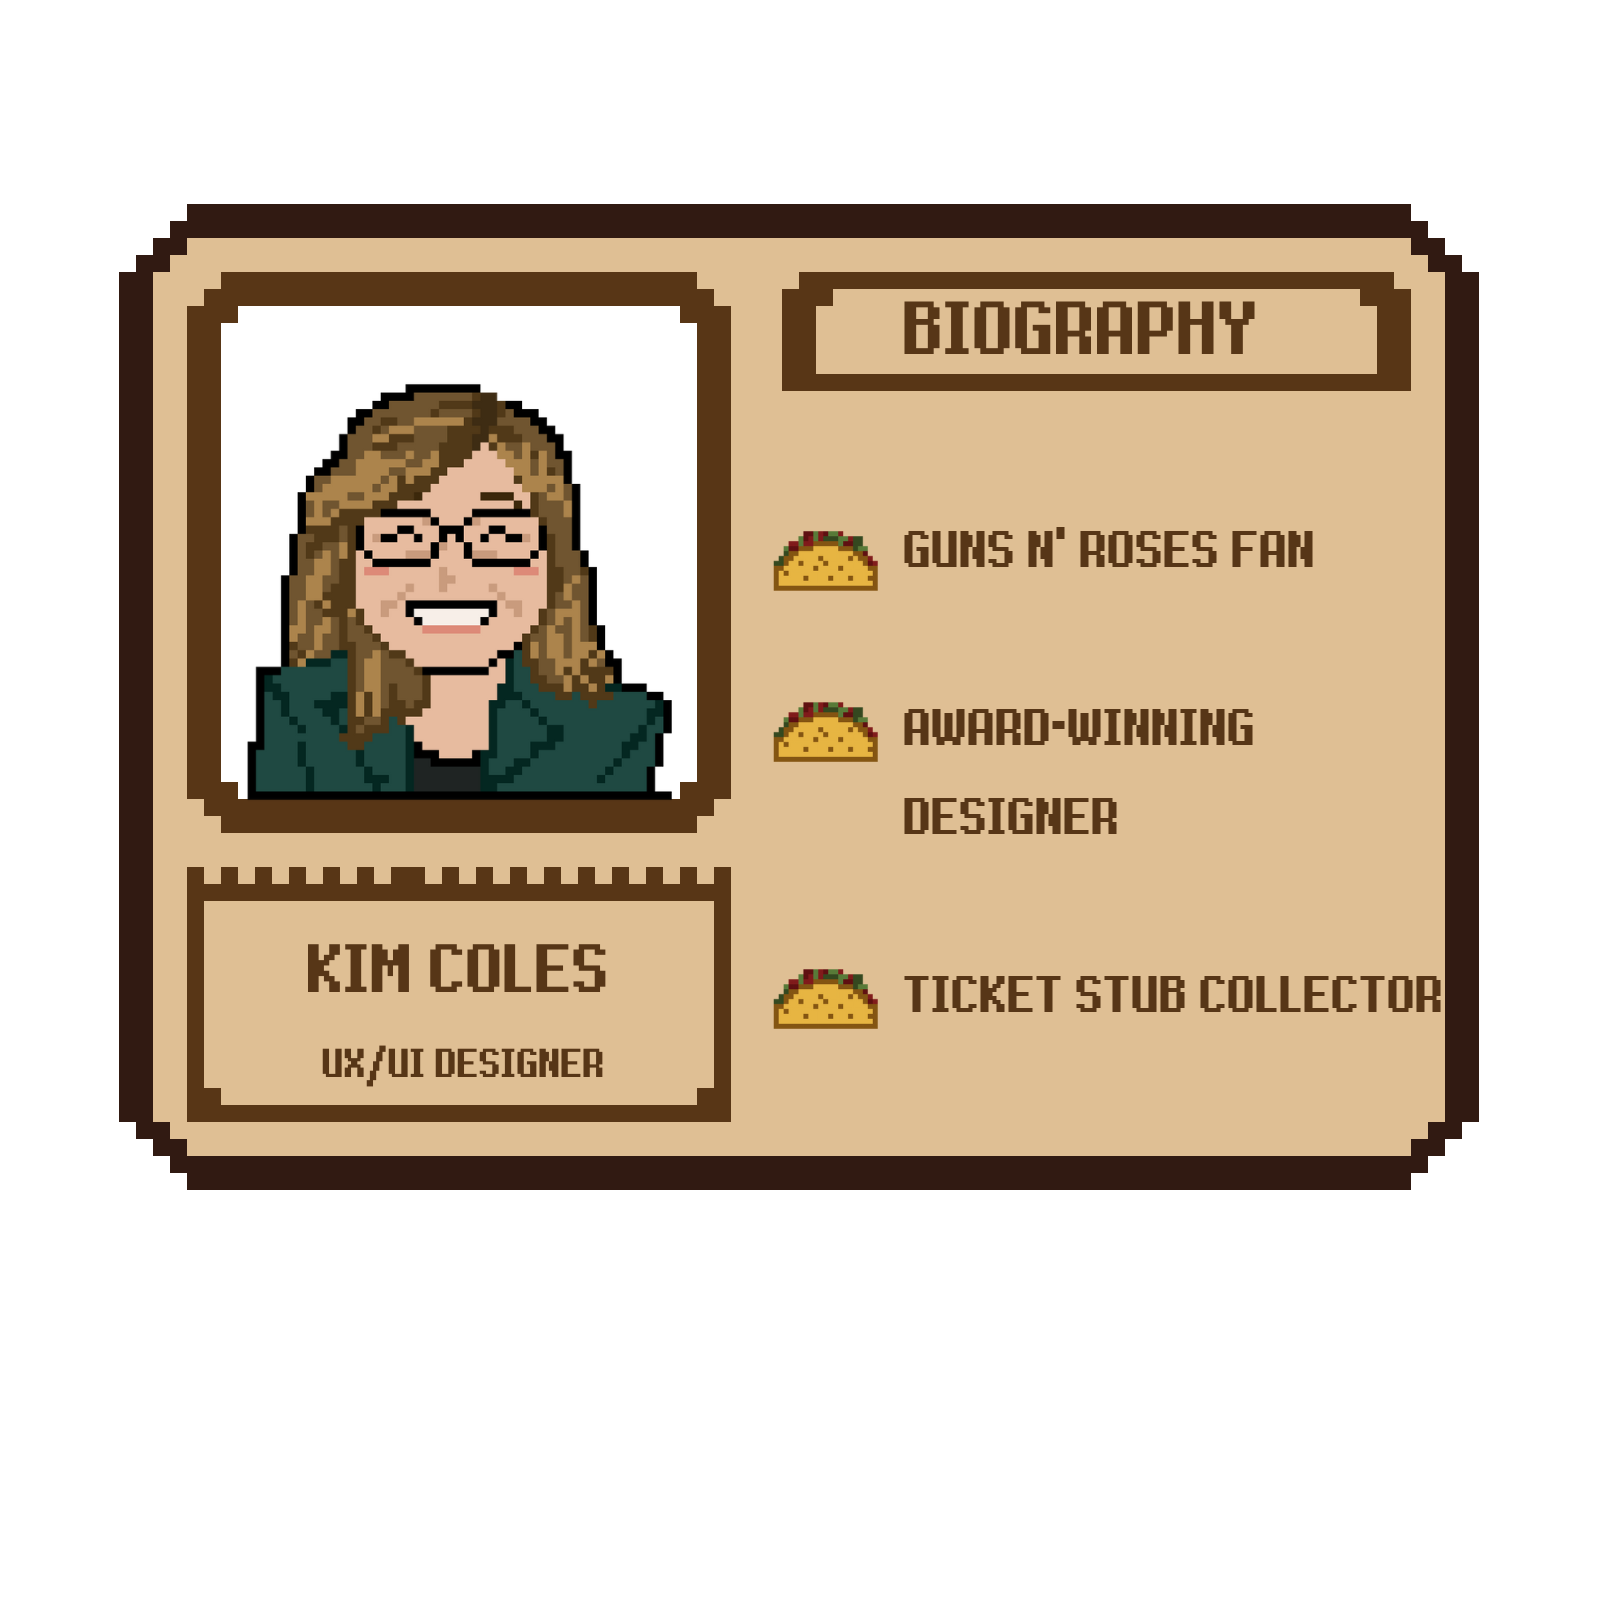 BIOGRAPHY
GUNS N' ROSES FAN
AWARD-WINNING
DESIGNER
TICKET STUB COLLECTOR
KIM COLES
UX/UI DESIGNER